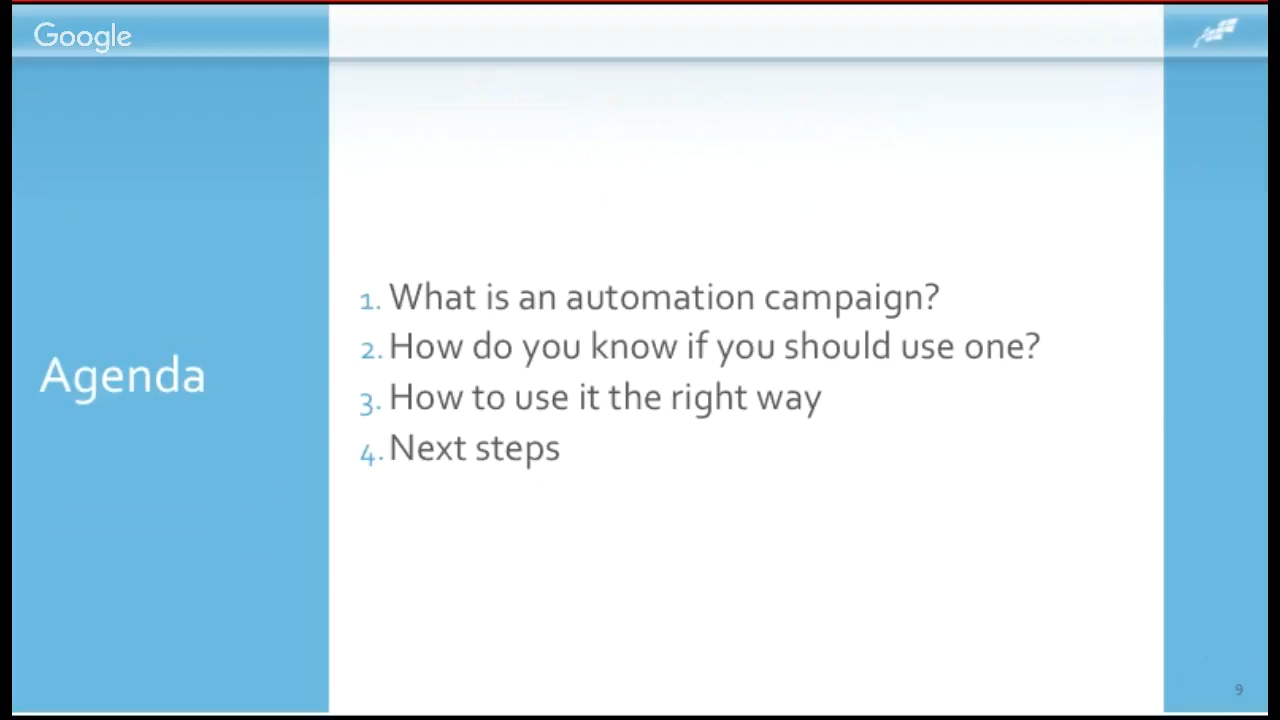 Google
Agenda
1. What is an automation campaign?
2. How do you know if you should use one?
3. How to use it the right way
4. Next steps
9